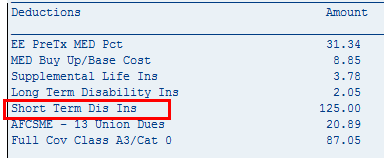 Deductions Amount
EE PreTx MED Pct 31.34
MED Buy Up/Base Cost 8.85
Supplemental Life Ins 3.78
Long Term Disability Ins 2.05
Short Term Dis Ins 125.00
AFCSME - 13 Union Dues 20.89
Full Cov Class A3/Cat 0 87.05